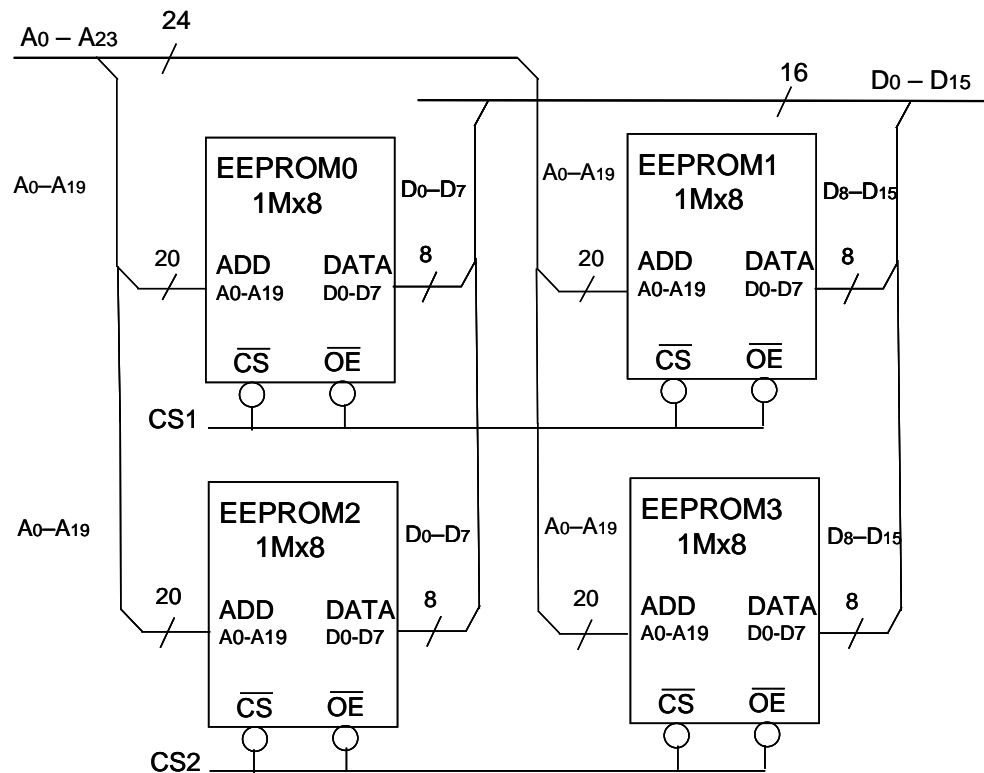 A0 – A23
24
16
D0 – D15
EEPROM0
1Mx8
A0–A19
D0–D7
20
ADD
DATA
8
A0-A19
D0-D7
CS
OE
EEPROM1
1Mx8
A0–A19
D8–D15
20
ADD
DATA
8
A0-A19
D0-D7
CS
OE
CS1
EEPROM2
1Mx8
A0–A19
D0–D7
20
ADD
DATA
8
A0-A19
D0-D7
CS
OE
EEPROM3
1Mx8
A0–A19
D8–D15
20
ADD
DATA
8
A0-A19
D0-D7
CS
OE
CS2